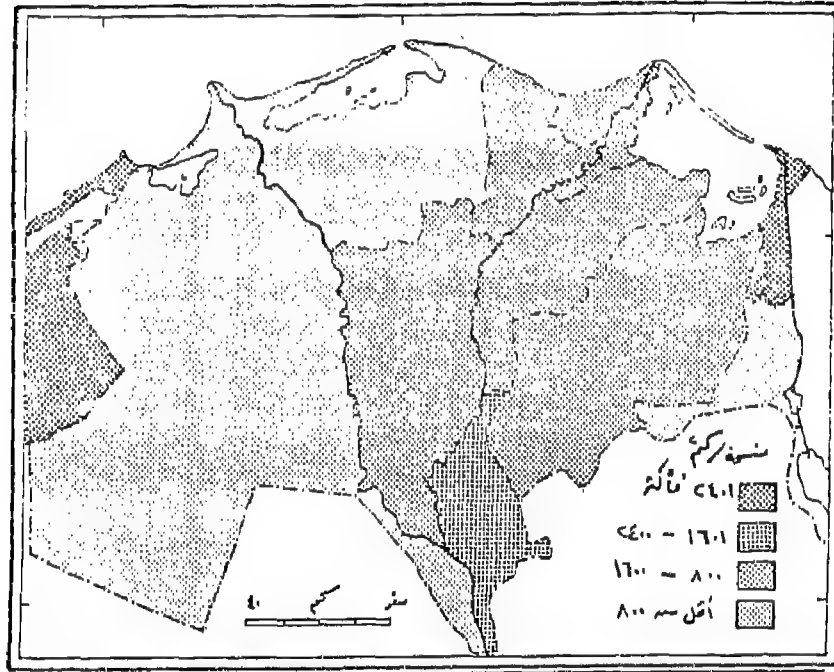 نسمة/كم٢
٢٤٠١ فأكثر
١٦٠١ – ٢٤٠٠
٨٠٠ – ١٦٠٠
أقل من ٨٠٠
صفر كم ٤٠